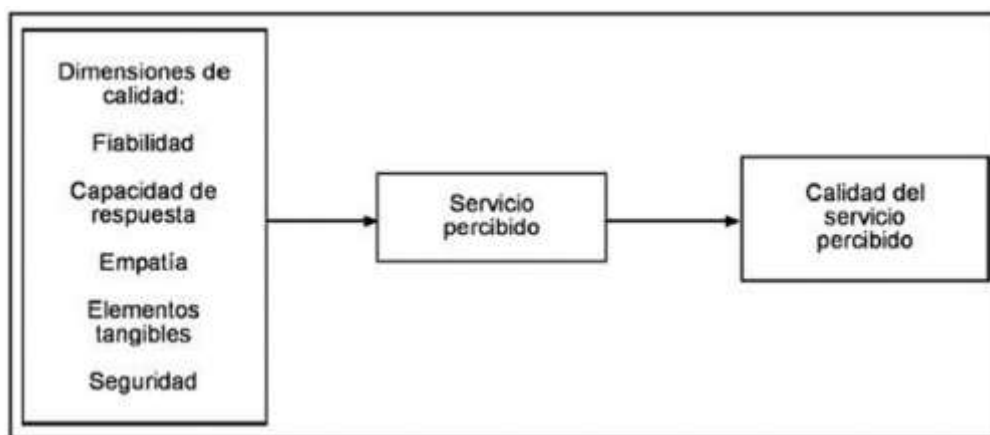 Dimensiones de
calidad:
Fiabilidad
Capacidad de
respuesta
Empatía
Elementos
tangibles
Seguridad
Servicio
percibido
Calidad del
servicio
percibido